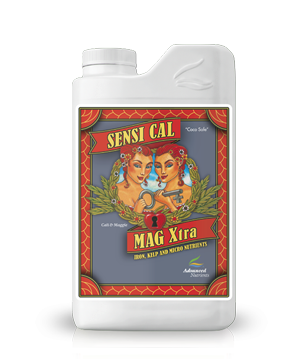 "Coco Safe"
SENSI CAL
Cali & Maggie
MAG Xtra
IRON, KELP AND MICRO NUTRIENTS
Advanced
Nutrients